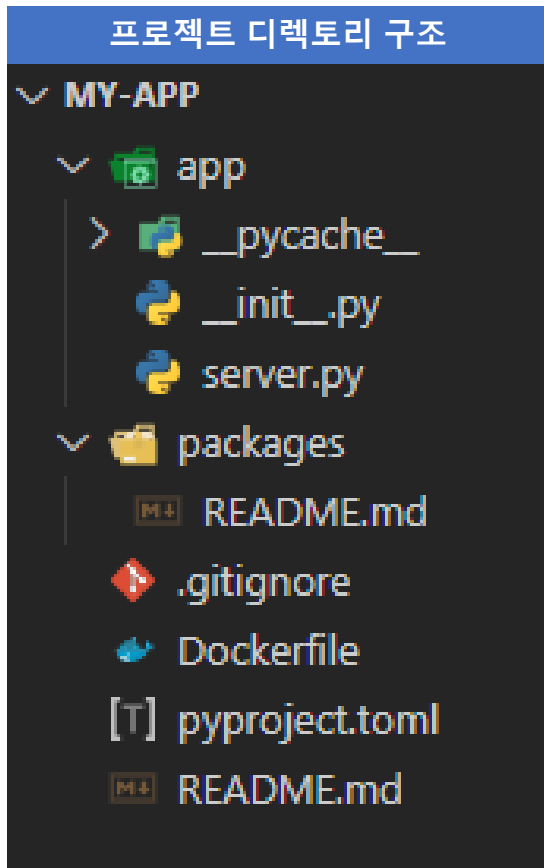 프로젝트 디렉토리 구조
MY-APP
app
__pycache__
__init__.py
server.py
packages
README.md
.gitignore
Dockerfile
[T] pyproject.toml
README.md